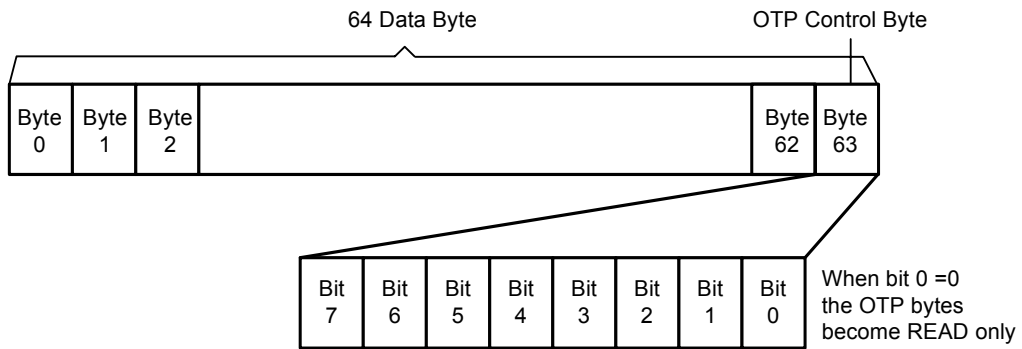 64 Data Byte
OTP Control Byte
Byte 0
Byte 1
Byte 2
Byte 62
Byte 63
Bit 7
Bit 6
Bit 5
Bit 4
Bit 3
Bit 2
Bit 1
Bit 0
When bit 0 =0
the OTP bytes
become READ only